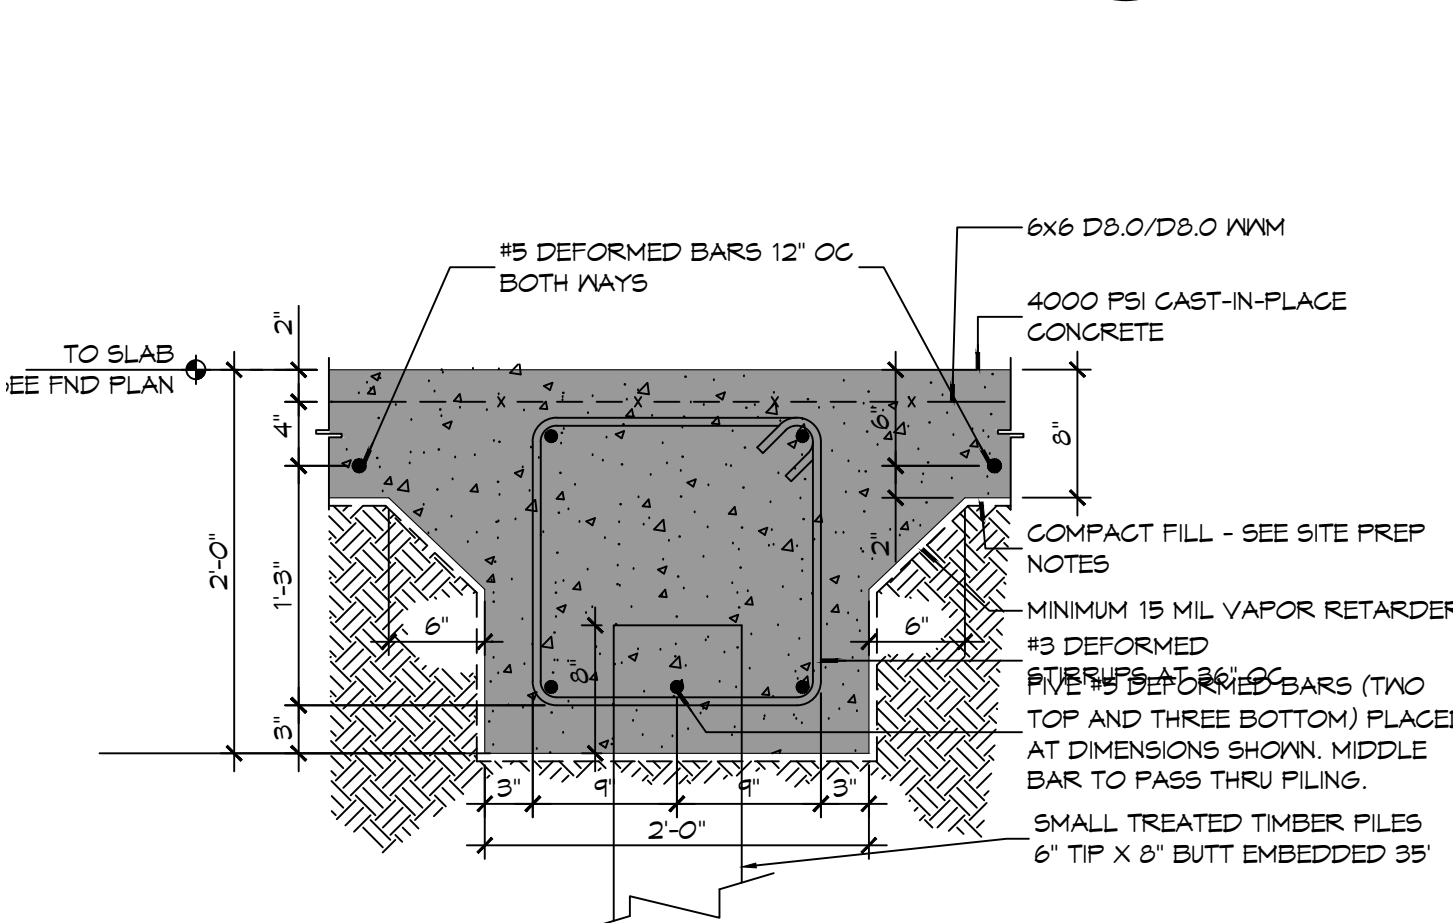 6x6 D8.0/D8.0 WWM
#5 DEFORMED BARS 12" OC
BOTH WAYS
4000 PSI CAST-IN-PLACE
CONCRETE
TO SLAB
SEE FND PLAN
2"
4"
2'-0"
1'-3"
3"
6"
8"
2"
6"
6"
8"
COMPACT FILL - SEE SITE PREP
NOTES
MINIMUM 15 MIL VAPOR RETARDER
#3 DEFORMED
STIRRUPS AT 36" OC
FIVE #5 DEFORMED BARS (TWO
TOP AND THREE BOTTOM) PLACED
AT DIMENSIONS SHOWN. MIDDLE
BAR TO PASS THRU PILING.
3" 9" 9" 3"
2'-0"
SMALL TREATED TIMBER PILES
6" TIP X 8" BUTT EMBEDDED 35'
x x x x